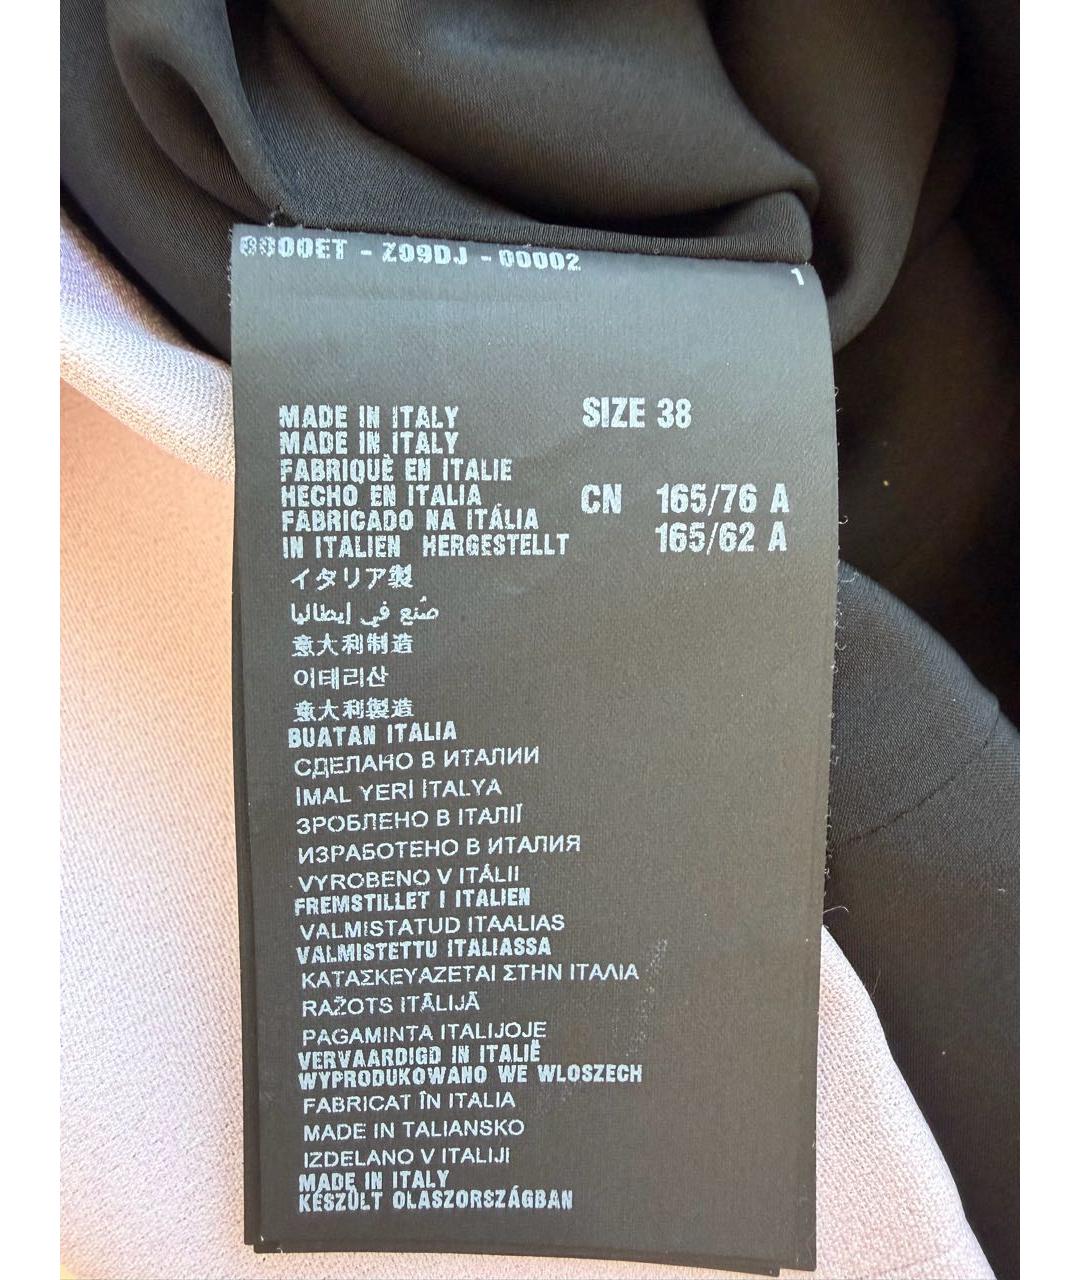 0000ET - Z09DJ - 00002
1
MADE IN ITALY
MADE IN ITALY
FABRIQUÈ EN ITALIE
HECHO EN ITALIA
FABRICADO NA ITÁLIA
IN ITALIEN HERGESTELLT
イタリア製
صُنع في إيطاليا
意大利制造
이태리산
意大利製造
BUATAN ITALIA
СДЕЛАНО В ИТАЛИИ
İMAL YERİ İTALYA
ЗРОБЛЕНО В ІТАЛІЇ
ИЗРАБОТЕНО В ИТАЛИЯ
VYROBENO V ITÁLII
FREMSTILLET I ITALIEN
VALMISTATUD ITAALIAS
VALMISTETTU ITALIASSA
ΚΑΤΑΣΚΕΥΑΖΕΤΑΙ ΣΤΗΝ ΙΤΑΛΙΑ
RAŽOTS ITĀLIJĀ
PAGAMINTA ITALIJOJE
VERVAARDIGD IN ITALIË
WYPRODUKOWANO WE WLOSZECH
FABRICAT ÎN ITALIA
MADE IN TALIANSKO
IZDELANO V ITALIJI
MADE IN ITALY
KÉSZÜLT OLASZORSZÁGBAN
SIZE 38
CN 165/76 A
165/62 A